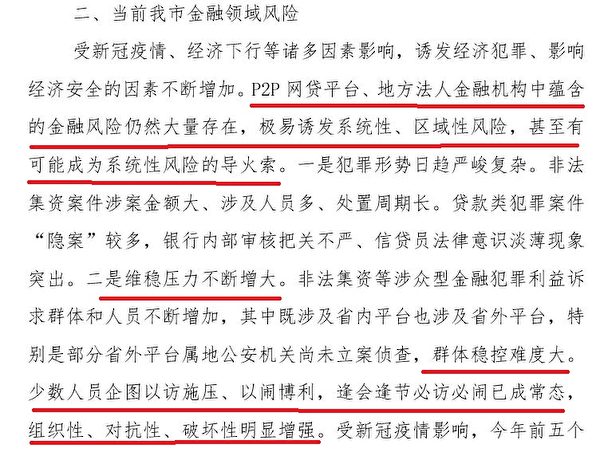 二、当前我市金融领域风险
受新冠疫情、经济下行等诸多因素影响，诱发经济犯罪、影响
经济安全的因素不断增加。P2P 网贷平台、地方法人金融机构中蕴含
的金融风险仍然大量存在，极易诱发系统性、区域性风险，甚至有
可能成为系统性风险的导火索。一是犯罪形势日趋严峻复杂。非法
集资案件涉案金额大、涉及人员多、处置周期长。贷款类犯罪案件
“隐案”较多，银行内部审核把关不严、信贷员法律意识淡薄现象
突出。二是维稳压力不断增大。非法集资等涉众型金融犯罪利益诉
求群体和人员不断增加，其中既涉及省内平台也涉及省外平台，特
别是部分省外平台属地公安机关尚未立案侦查，群体稳控难度大。
少数人员企图以访施压、以闹博利，逢会逢节必访必闹已成常态，
组织性、对抗性、破坏性明显增强。受新冠疫情影响，今年前五个